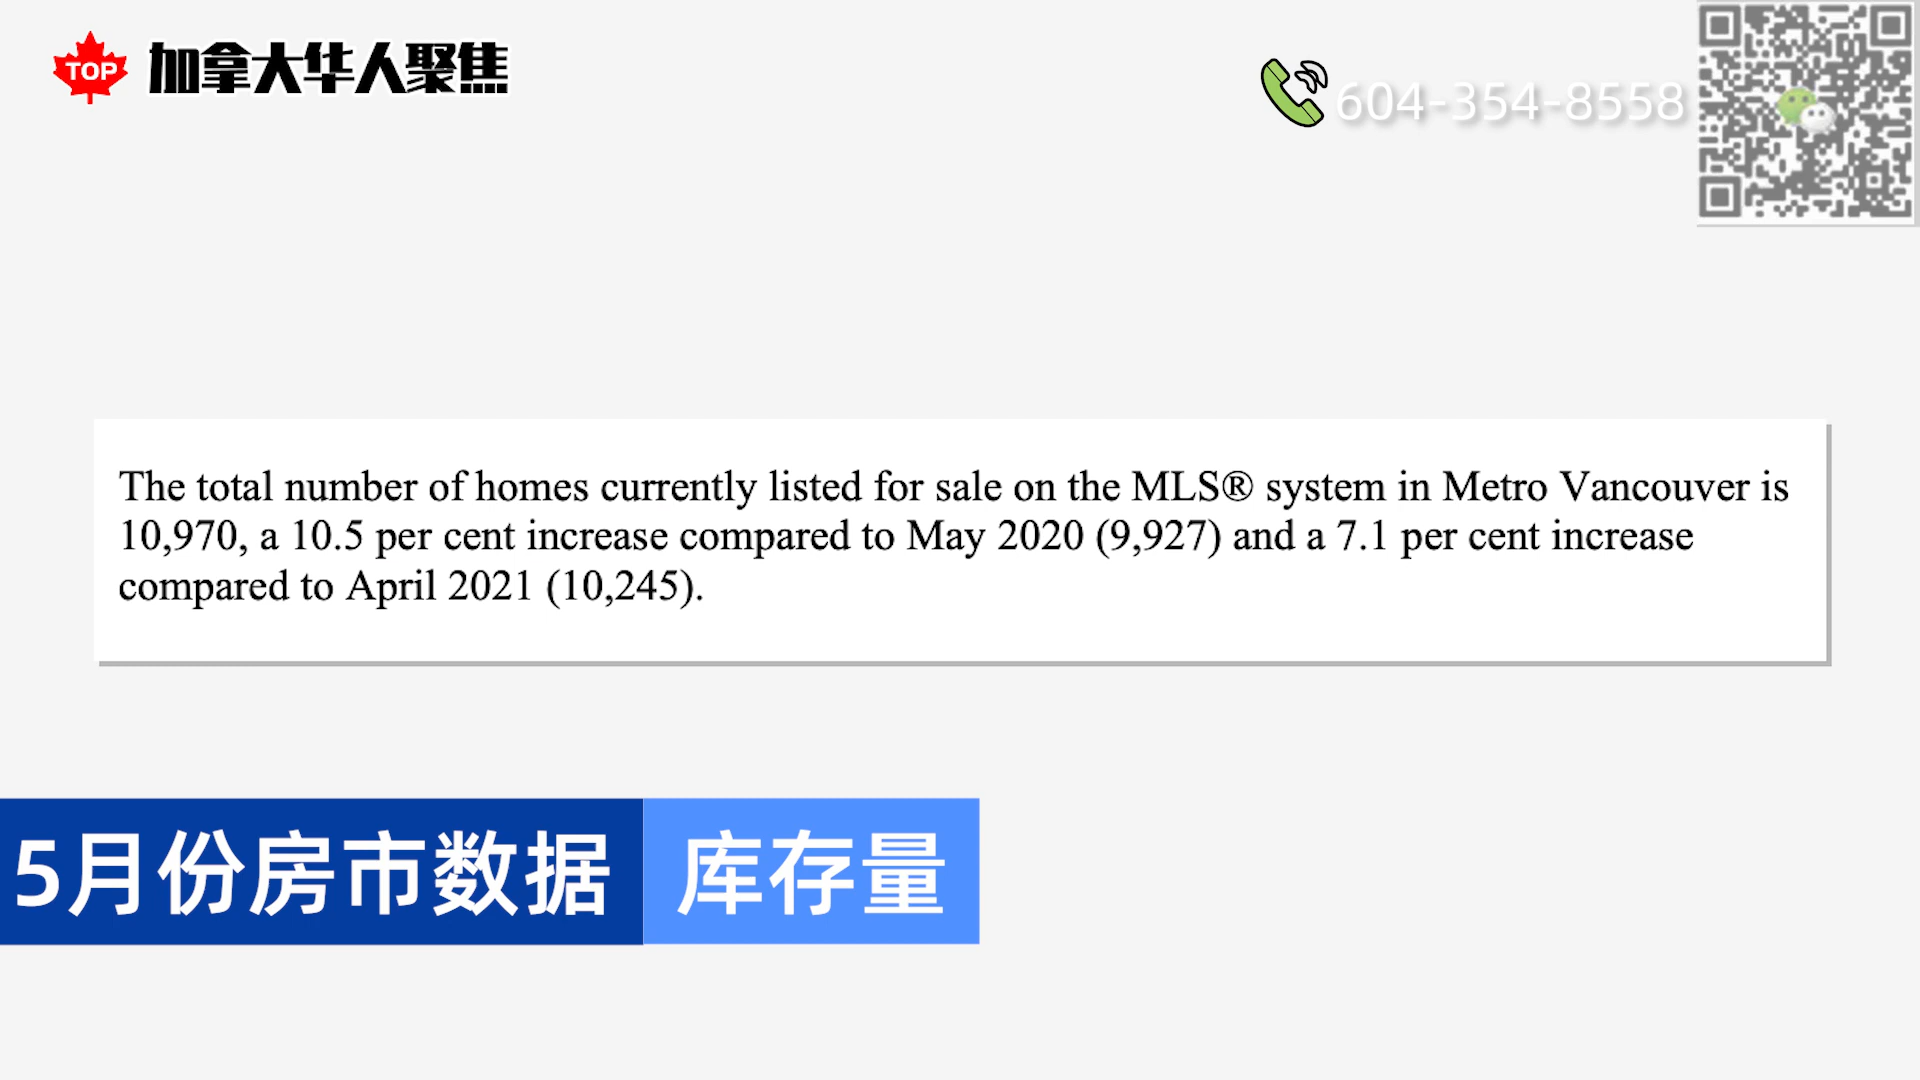 TOP 加拿大华人聚焦
604-354-8558
The total number of homes currently listed for sale on the MLS® system in Metro Vancouver is
10,970, a 10.5 per cent increase compared to May 2020 (9,927) and a 7.1 per cent increase
compared to April 2021 (10,245).
5月份房市数据 库存量